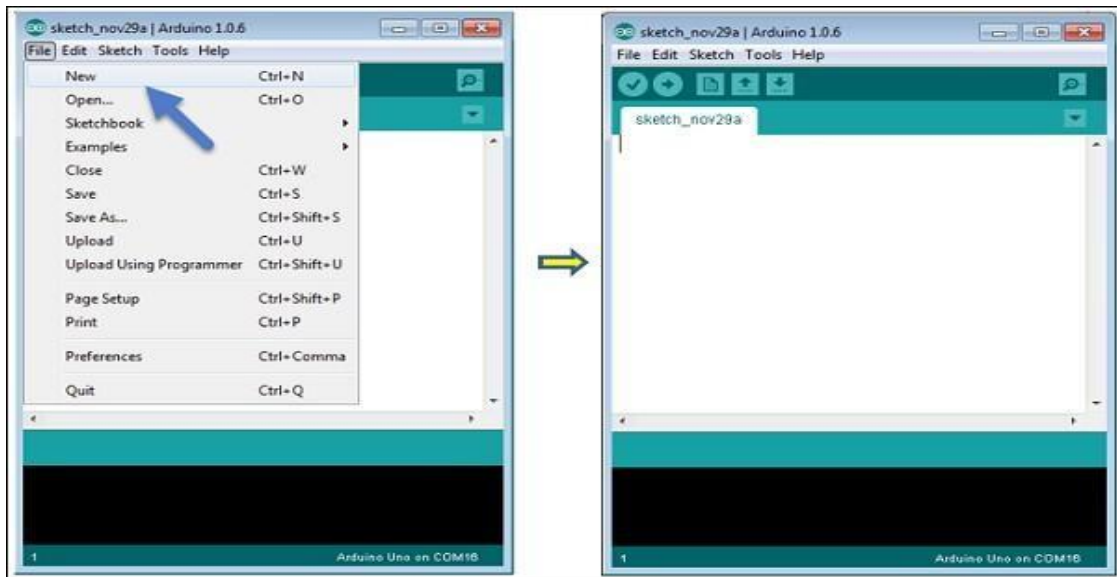 sketch_nov29a | Arduino 1.0.6
File Edit Sketch Tools Help
New Ctrl+N
Open... Ctrl+O
Sketchbook
Examples
Close Ctrl+W
Save Ctrl+S
Save As... Ctrl+Shift+S
Upload Ctrl+U
Upload Using Programmer Ctrl+Shift+U
Page Setup Ctrl+Shift+P
Print Ctrl+P
Preferences Ctrl+Comma
Quit Ctrl+Q
1 Arduino Uno on COM16
sketch_nov29a | Arduino 1.0.6
File Edit Sketch Tools Help
sketch_nov29a
1 Arduino Uno on COM16